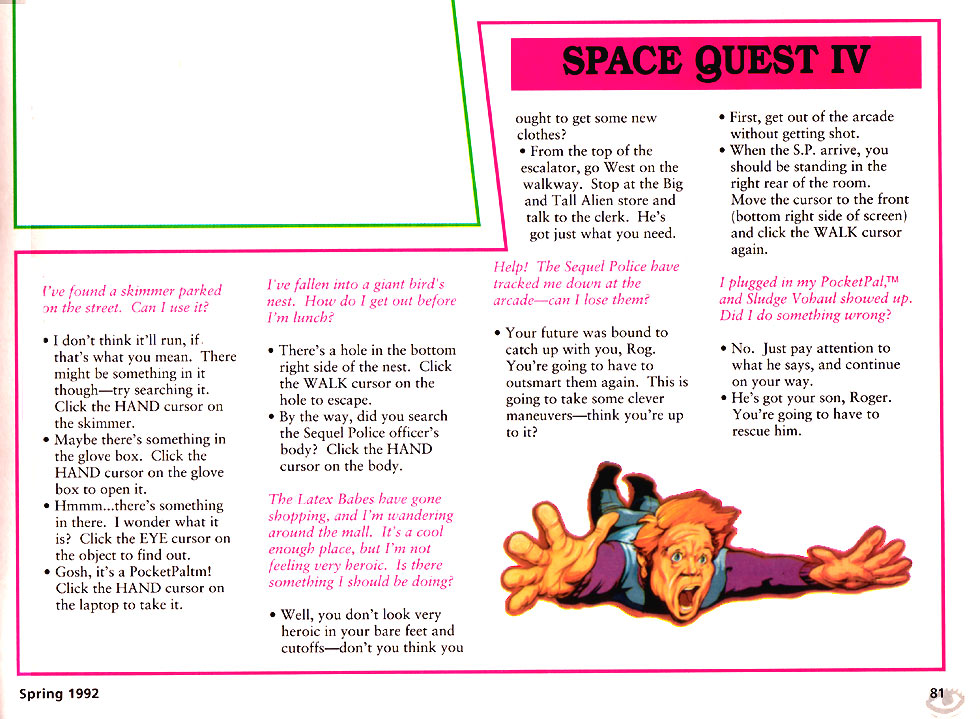 SPACE QUEST IV
I've found a skimmer parked
on the street. Can I use it?
• I don't think it'll run, if
that's what you mean. There
might be something in it
though—try searching it.
Click the HAND cursor on
the skimmer.
• Maybe there's something in
the glove box. Click the
HAND cursor on the glove
box to open it.
• Hmmm...there's something
in there. I wonder what it
is? Click the EYE cursor on
the object to find out.
• Gosh, it's a PocketPaltm!
Click the HAND cursor on
the laptop to take it.
I've fallen into a giant bird's
nest. How do I get out before
I'm lunch?
• There's a hole in the bottom
right side of the nest. Click
the WALK cursor on the
hole to escape.
• By the way, did you search
the Sequel Police officer's
body? Click the HAND
cursor on the body.
The Latex Babes have gone
shopping, and I'm wandering
around the mall. It's a cool
enough place, but I'm not
feeling very heroic. Is there
something I should be doing?
• Well, you don't look very
heroic in your bare feet and
cutoffs—don't you think you
ought to get some new
clothes?
• From the top of the
escalator, go West on the
walkway. Stop at the Big
and Tall Alien store and
talk to the clerk. He's
got just what you need.
Help! The Sequel Police have
tracked me down at the
arcade—can I lose them?
• Your future was bound to
catch up with you, Rog.
You're going to have to
outsmart them again. This is
going to take some clever
maneuvers—think you're up
to it?
• First, get out of the arcade
without getting shot.
• When the S.P. arrive, you
should be standing in the
right rear of the room.
Move the cursor to the front
(bottom right side of screen)
and click the WALK cursor
again.
I plugged in my PocketPal,™
and Sludge Vohaul showed up.
Did I do something wrong?
• No. Just pay attention to
what he says, and continue
on your way.
• He's got your son, Roger.
You're going to have to
rescue him.
Spring 1992
81